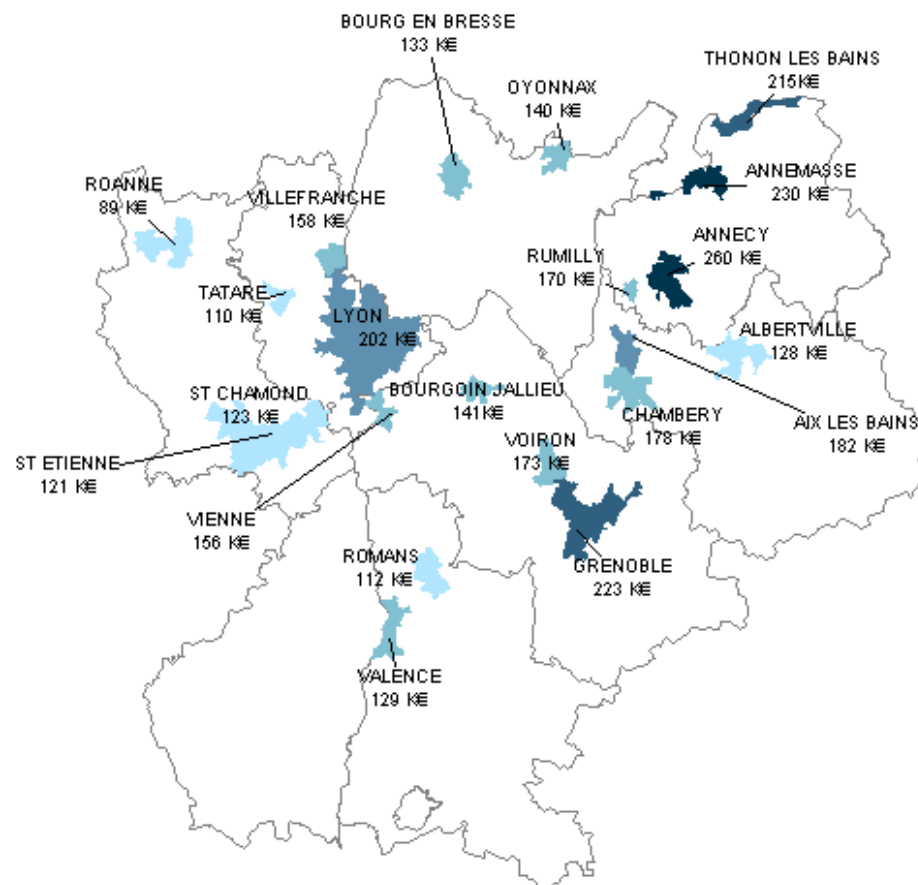 BOURG EN BRESSE
133 K€
THONON LES BAINS
215K€
OYONNAX
140 K€
ANNEMASSE
230 K€
ROANNE
89 K€
VILLEFRANCHE
158 K€
ANNECY
260 K€
RUMILLY
170 K€
TATARE
110 K€
LYON
202 K€
ALBERTVILLE
128 K€
ST CHAMOND
123 K€
BOURGOIN JALLIEU
141K€
CHAMBERY
178 K€
AIX LES BAINS
182 K€
VOIRON
173 K€
ST ETIENNE
121 K€
VIENNE
156 K€
ROMANS
112 K€
GRENOBLE
223 K€
VALENCE
129 K€